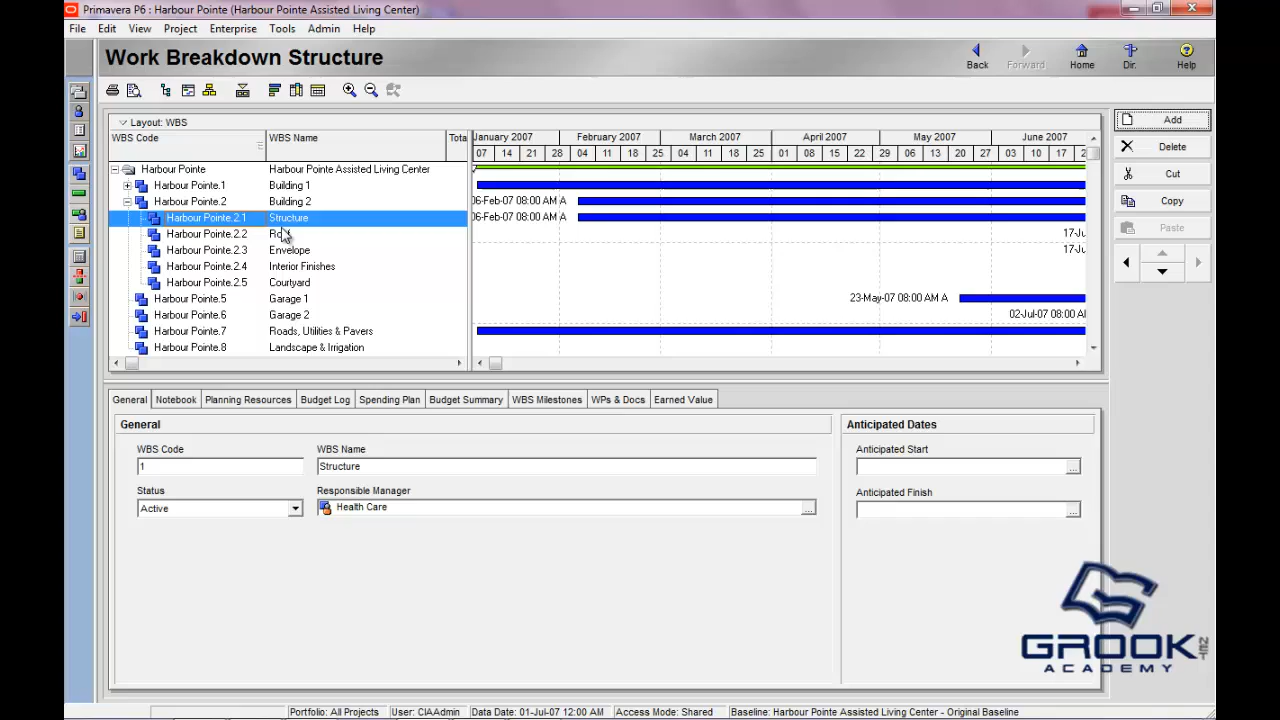 Primavera P6 : Harbour Pointe (Harbour Pointe Assisted Living Center)
File Edit View Project Enterprise Tools Admin Help
Work Breakdown Structure
Back Forward Home Dir. Help
Layout: WBS
WBS Code WBS Name Tota
January 2007 February 2007 March 2007 April 2007 May 2007 June 2007
07 14 21 28 04 11 18 25 04 11 18 25 01 08 15 22 29 06 13 20 27 03 10 17 2
Harbour Pointe Harbour Pointe Assisted Living Center
Harbour Pointe.1 Building 1
Harbour Pointe.2 Building 2 06-Feb-07 08:00 AM A
Harbour Pointe.2.1 Structure 06-Feb-07 08:00 AM A
Harbour Pointe.2.2 17-Ju
Harbour Pointe.2.3 Envelope 17-Ju
Harbour Pointe.2.4 Interior Finishes
Harbour Pointe.2.5 Courtyard
Harbour Pointe.5 Garage 1 23-May-07 08:00 AM A
Harbour Pointe.6 Garage 2 02-Jul-07 08:00 AM
Harbour Pointe.7 Roads, Utilities & Pavers
Harbour Pointe.8 Landscape & Irrigation
Add
Delete
Cut
Copy
Paste
General Notebook Planning Resources Budget Log Spending Plan Budget Summary WBS Milestones WPs & Docs Earned Value
General
WBS Code WBS Name
1 Structure
Status Responsible Manager
Active Health Care ...
Anticipated Dates
Anticipated Start
...
Anticipated Finish
...
GROOK NET
ACADEMY
Portfolio: All Projects User: CIAAdmin Data Date: 01-Jul-07 12:00 AM Access Mode: Shared Baseline: Harbour Pointe Assisted Living Center - Original Baseline